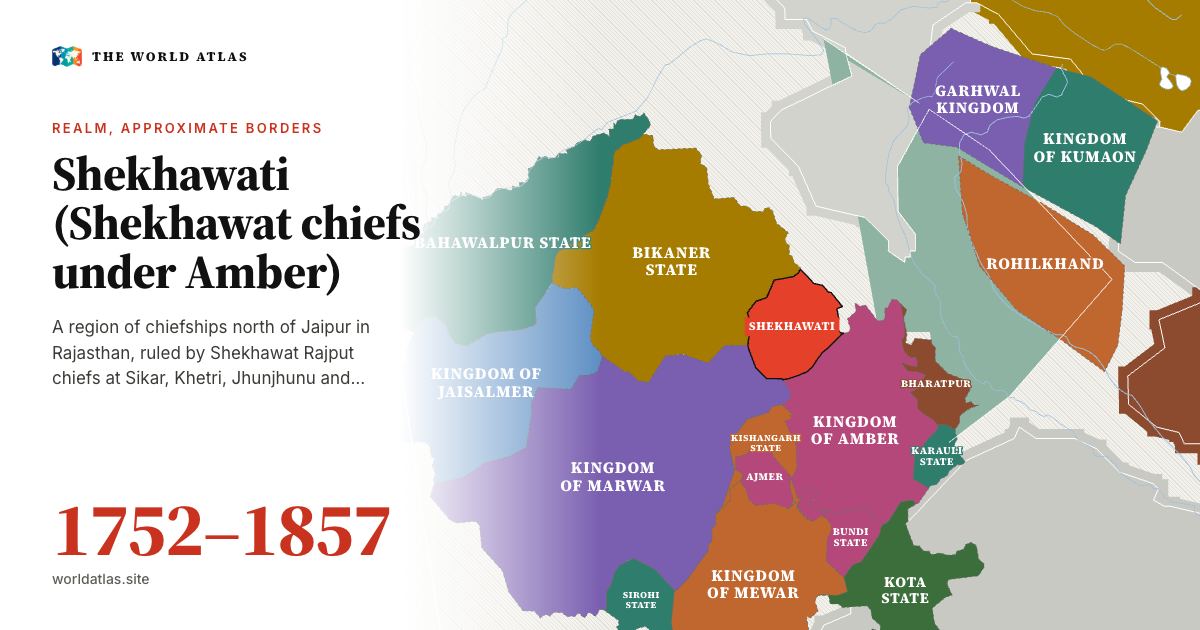 THE WORLD ATLAS
REALM, APPROXIMATE BORDERS
Shekhawati
(Shekhawat chiefs
under Amber)
A region of chiefships north of Jaipur in
Rajasthan, ruled by Shekhawat Rajput
chiefs at Sikar, Khetri, Jhunjhunu and...
1752–1857
worldatlas.site
GARHWAL
KINGDOM
KINGDOM
OF KUMAON
BAHAWALPUR STATE
BIKANER
STATE
ROHILKHAND
SHEKHAWATI
KINGDOM OF
JAISALMER
BHARATPUR
KINGDOM
OF AMBER
KISHANGARH
STATE
KARAULI
STATE
AJMER
KINGDOM
OF MARWAR
BUNDI
STATE
KINGDOM
OF MEWAR
KOTA
STATE
SIROHI
STATE